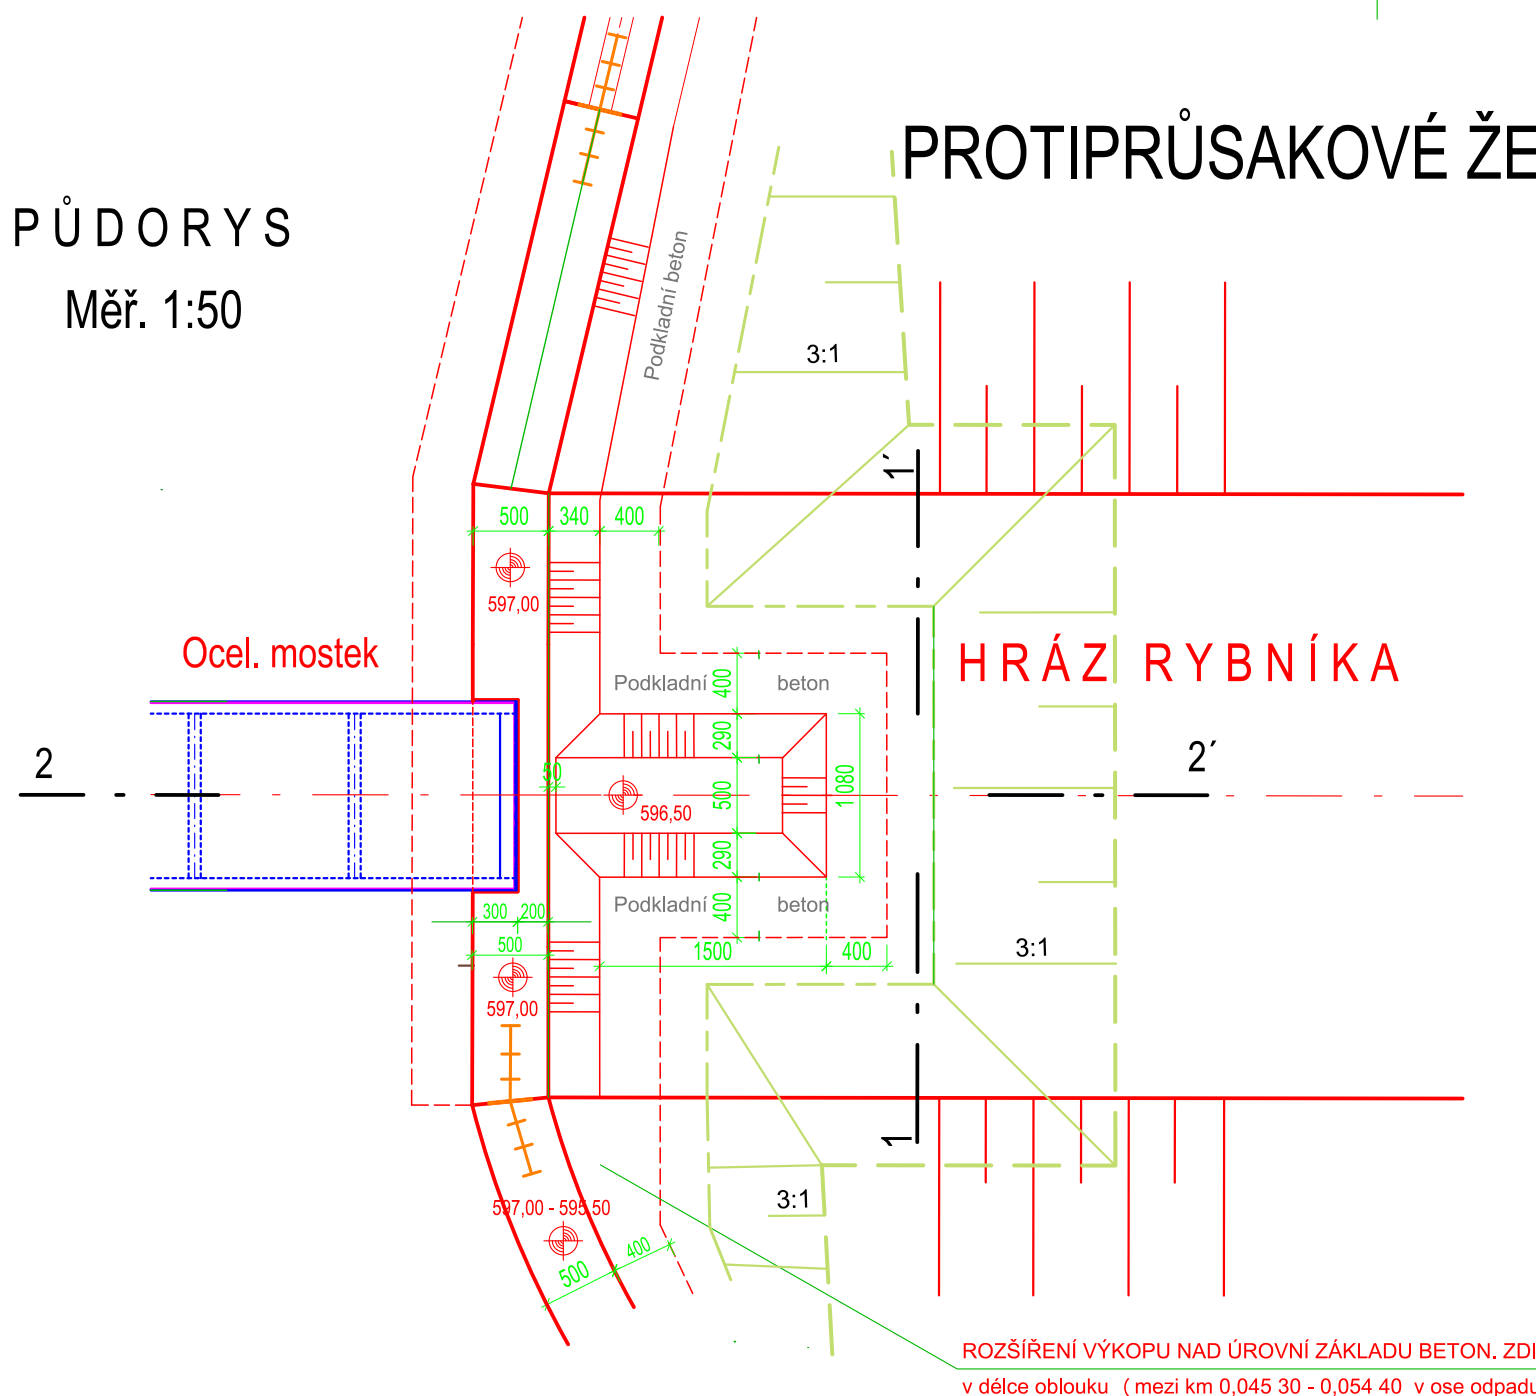 PROTIPRŮSAKOVÉ ŽE
PŮDORYS
Měř. 1:50
Podkladní beton
3:1
1´
500 340 400
597,00
Ocel. mostek
HRÁZ RYBNÍKA
Podkladní beton
400
290
2
2´
50
596,50
500
1080
290
Podkladní beton
400
300 200
500
1500 400
3:1
597,00
1
3:1
597,00 - 595,50
400
500
ROZŠÍŘENÍ VÝKOPU NAD ÚROVNÍ ZÁKLADU BETON. ZDI
v délce oblouku ( mezi km 0,045 30 - 0,054 40 v ose odpadu